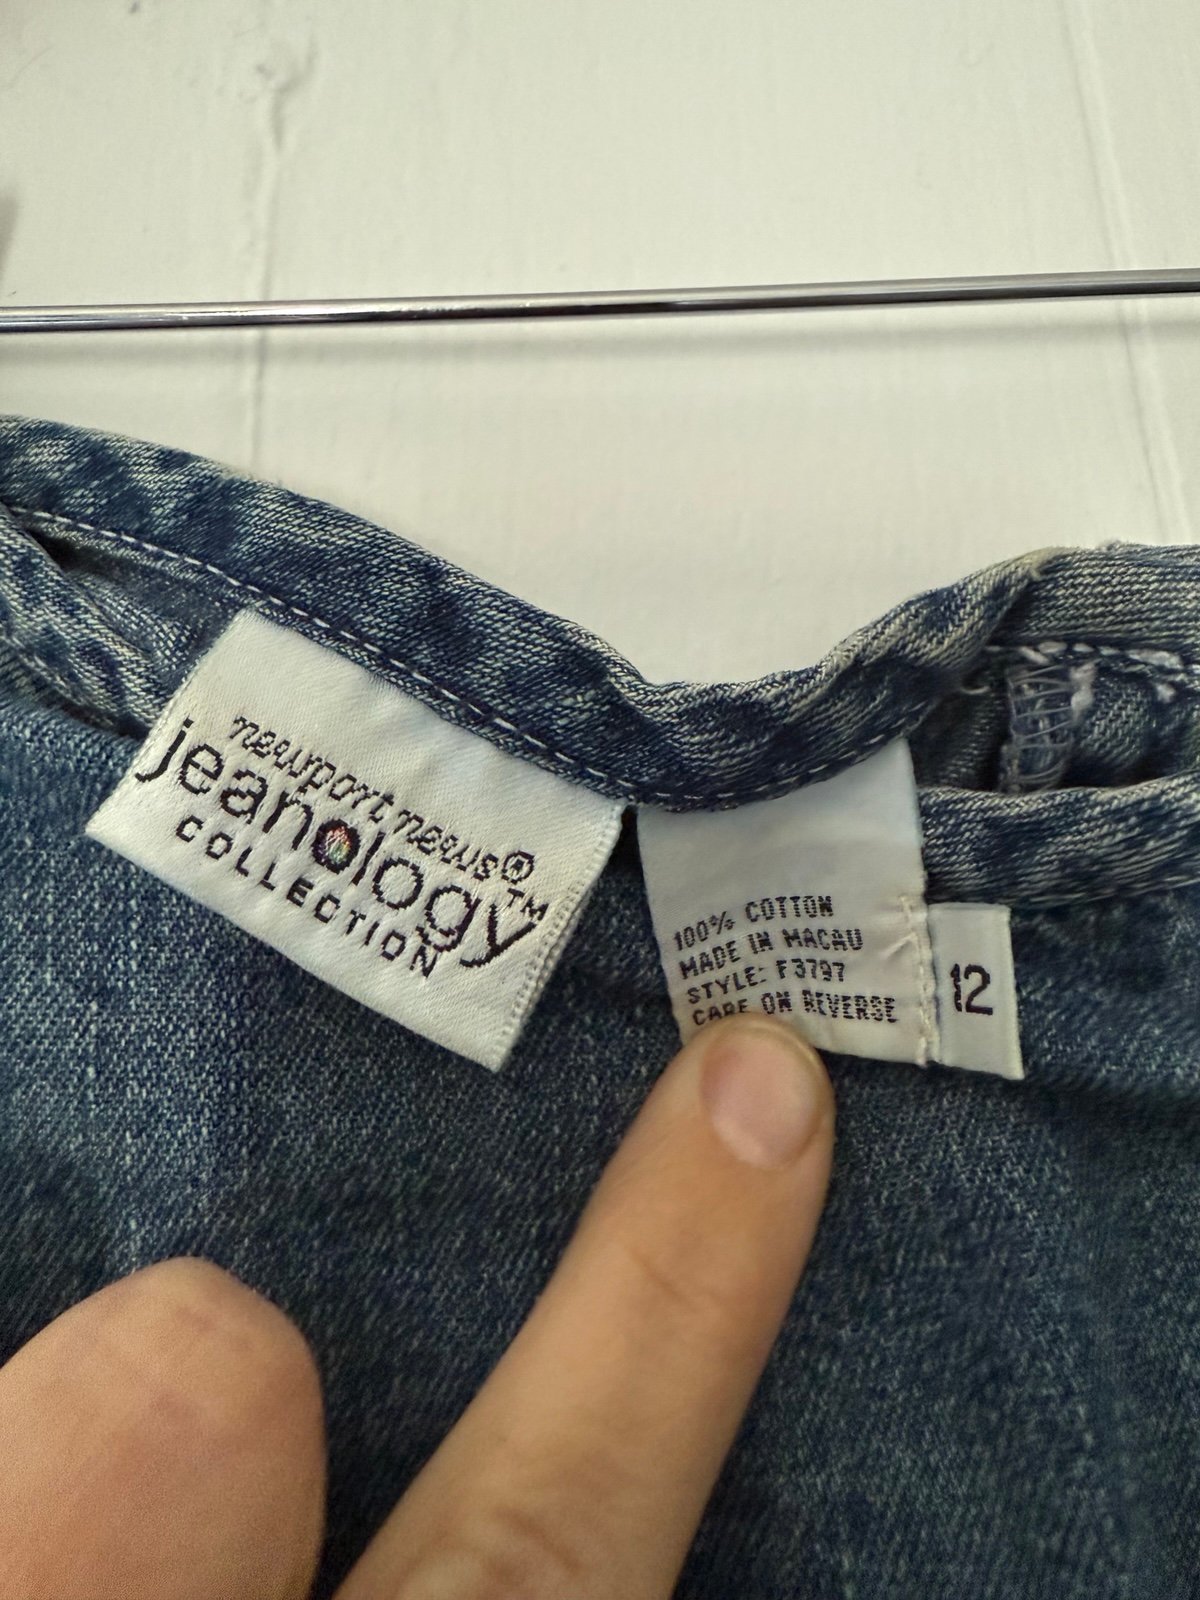 newport news®
jeanology™
COLLECTION
100% COTTON
MADE IN MACAU
STYLE: F3797
CARE ON REVERSE
12